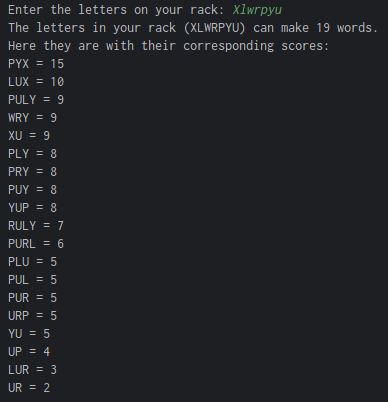 Enter the letters on your rack: Xlwrpyu
The letters in your rack (XLWRPYU) can make 19 words.
Here they are with their corresponding scores:
PYX = 15
LUX = 10
PULY = 9
WRY = 9
XU = 9
PLY = 8
PRY = 8
PUY = 8
YUP = 8
RULY = 7
PURL = 6
PLU = 5
PUL = 5
PUR = 5
URP = 5
YU = 5
UP = 4
LUR = 3
UR = 2